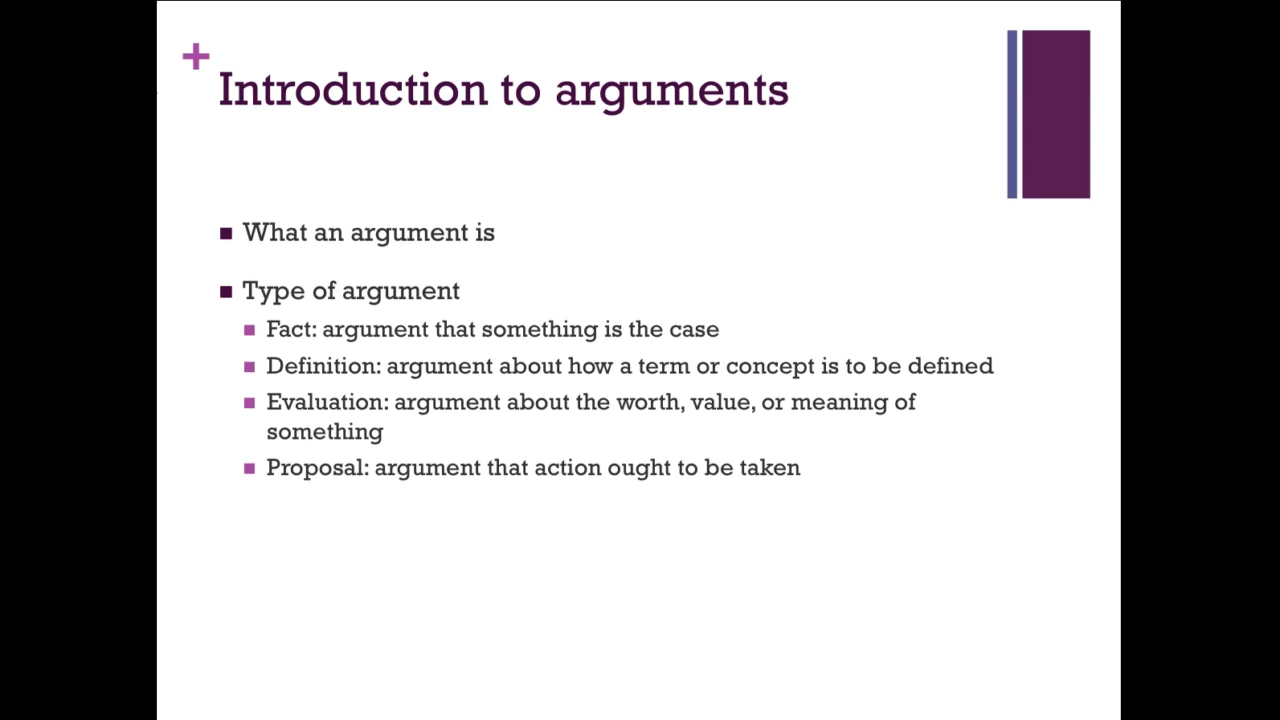 Introduction to arguments
What an argument is
Type of argument
Fact: argument that something is the case
Definition: argument about how a term or concept is to be defined
Evaluation: argument about the worth, value, or meaning of
something
Proposal: argument that action ought to be taken